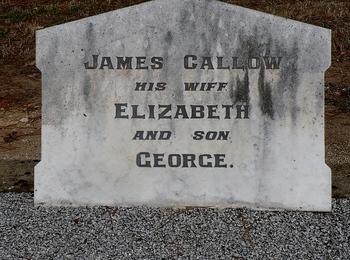 JAMES CALLOW
HIS WIFE
ELIZABETH
AND SON
GEORGE.